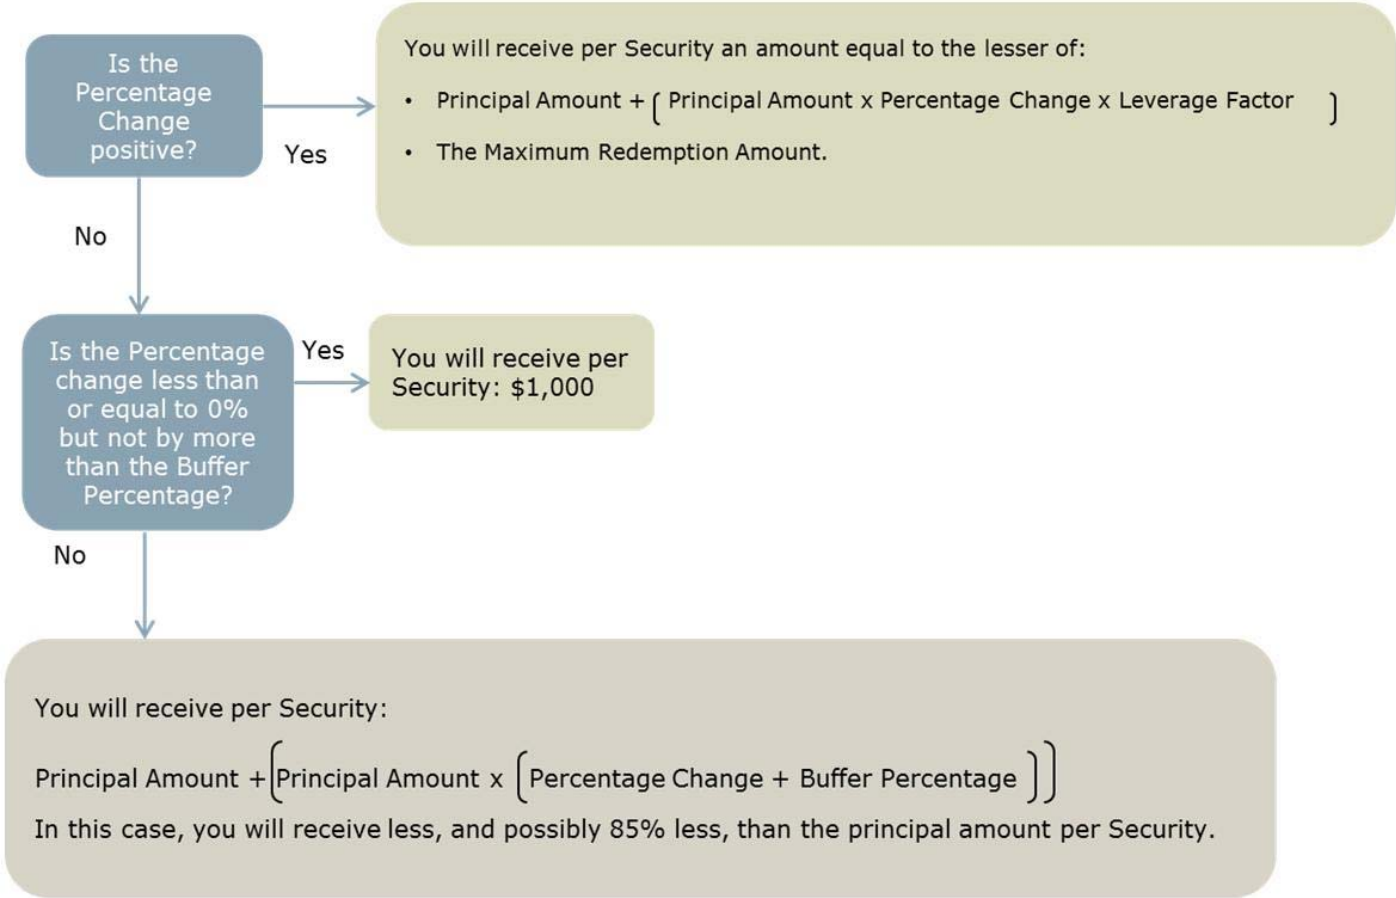 Is the
Percentage
Change
positive?
Yes
You will receive per Security an amount equal to the lesser of:
• Principal Amount + ( Principal Amount x Percentage Change x Leverage Factor )
• The Maximum Redemption Amount.
No
Is the Percentage
change less than
or equal to 0%
but not by more
than the Buffer
Percentage?
Yes
You will receive per
Security: $1,000
No
You will receive per Security:
Principal Amount + (Principal Amount x (Percentage Change + Buffer Percentage ))
In this case, you will receive less, and possibly 85% less, than the principal amount per Security.